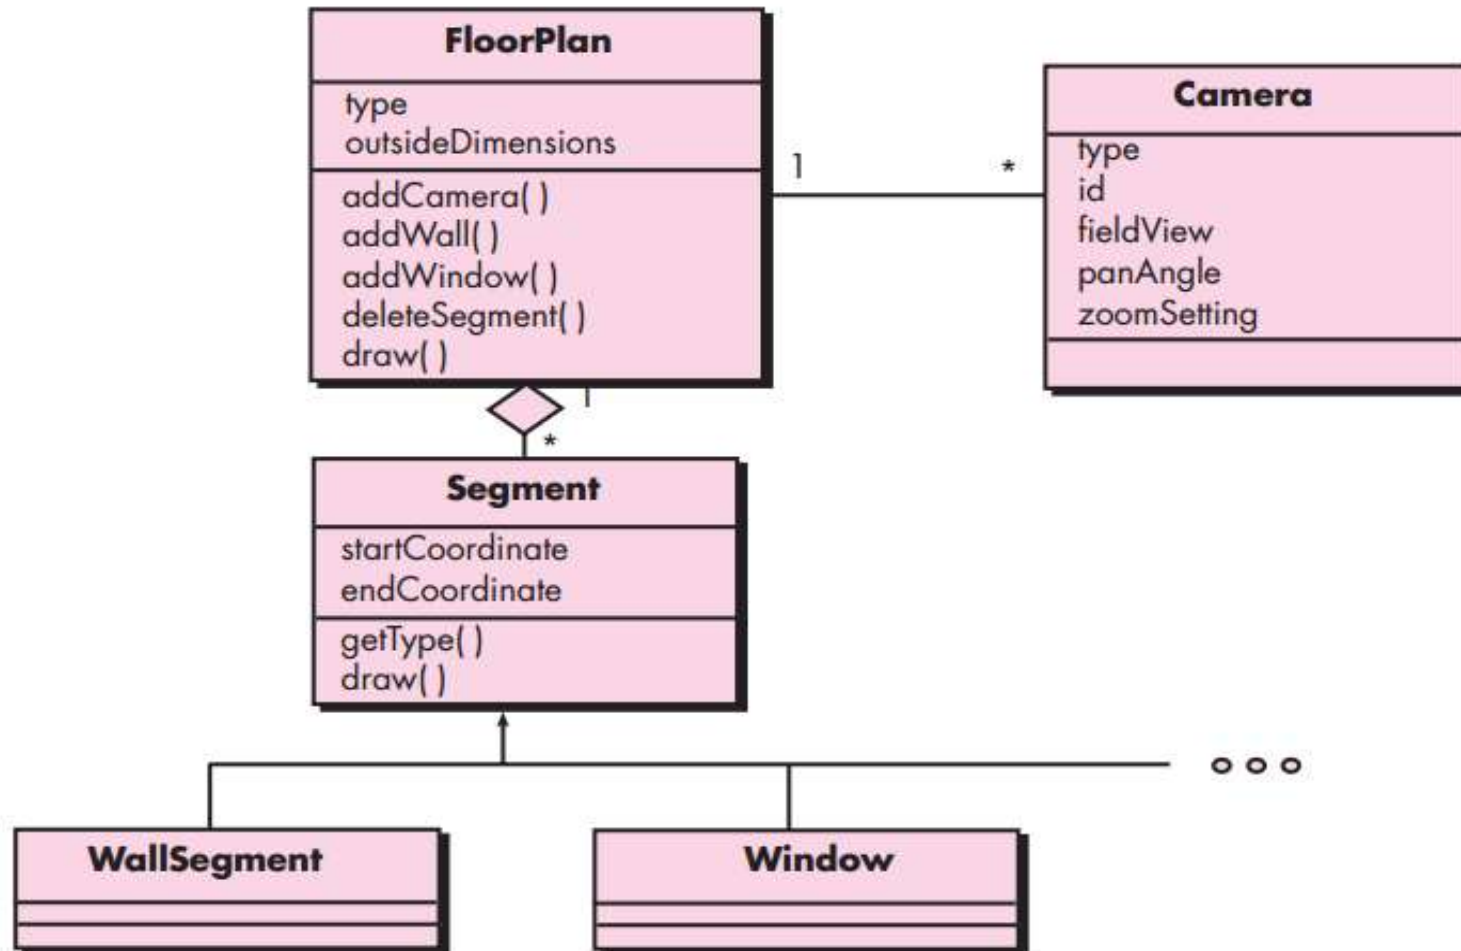 FloorPlan
type
outsideDimensions
addCamera( )
addWall( )
addWindow( )
deleteSegment( )
draw( )
1
*
Camera
type
id
fieldView
panAngle
zoomSetting
1
*
Segment
startCoordinate
endCoordinate
getType( )
draw( )
WallSegment
Window